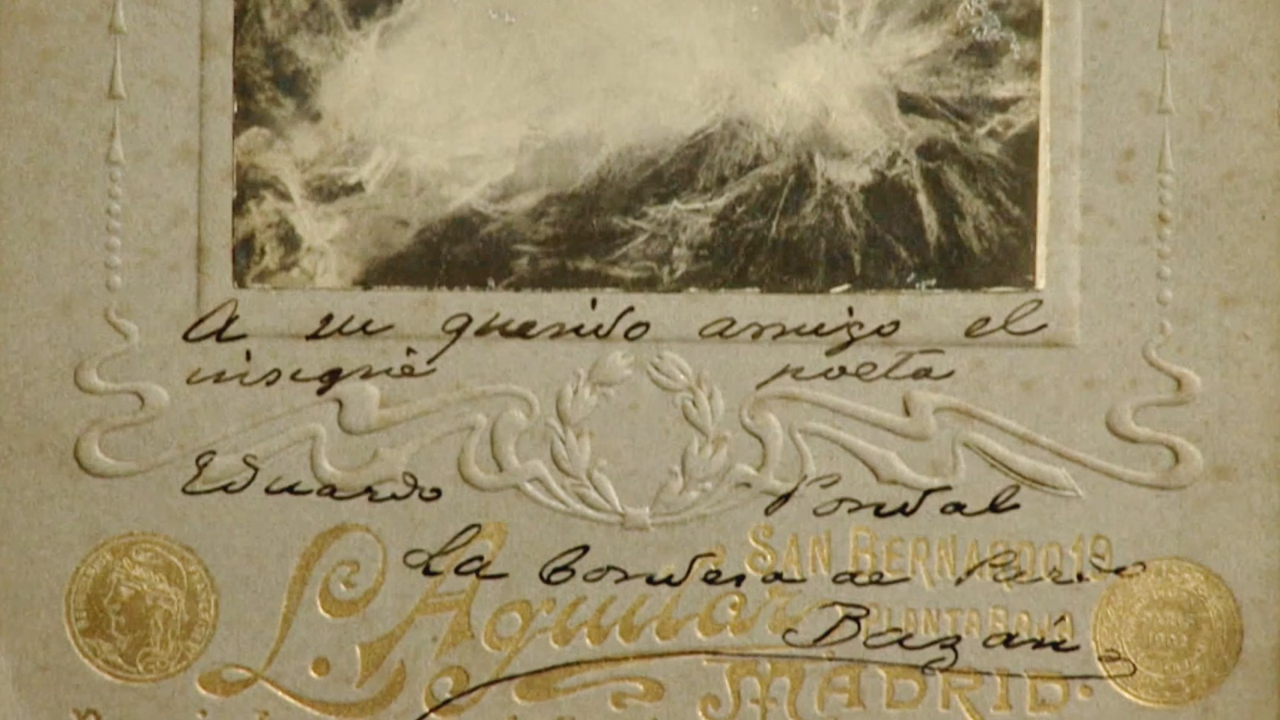 A su querido amigo el
insigne poeta
Eduardo Pondal
La Condesa de Pardo
Bazán
L. Aguilar
SAN BERNARDO 19
PLANTA BAJA
MADRID.